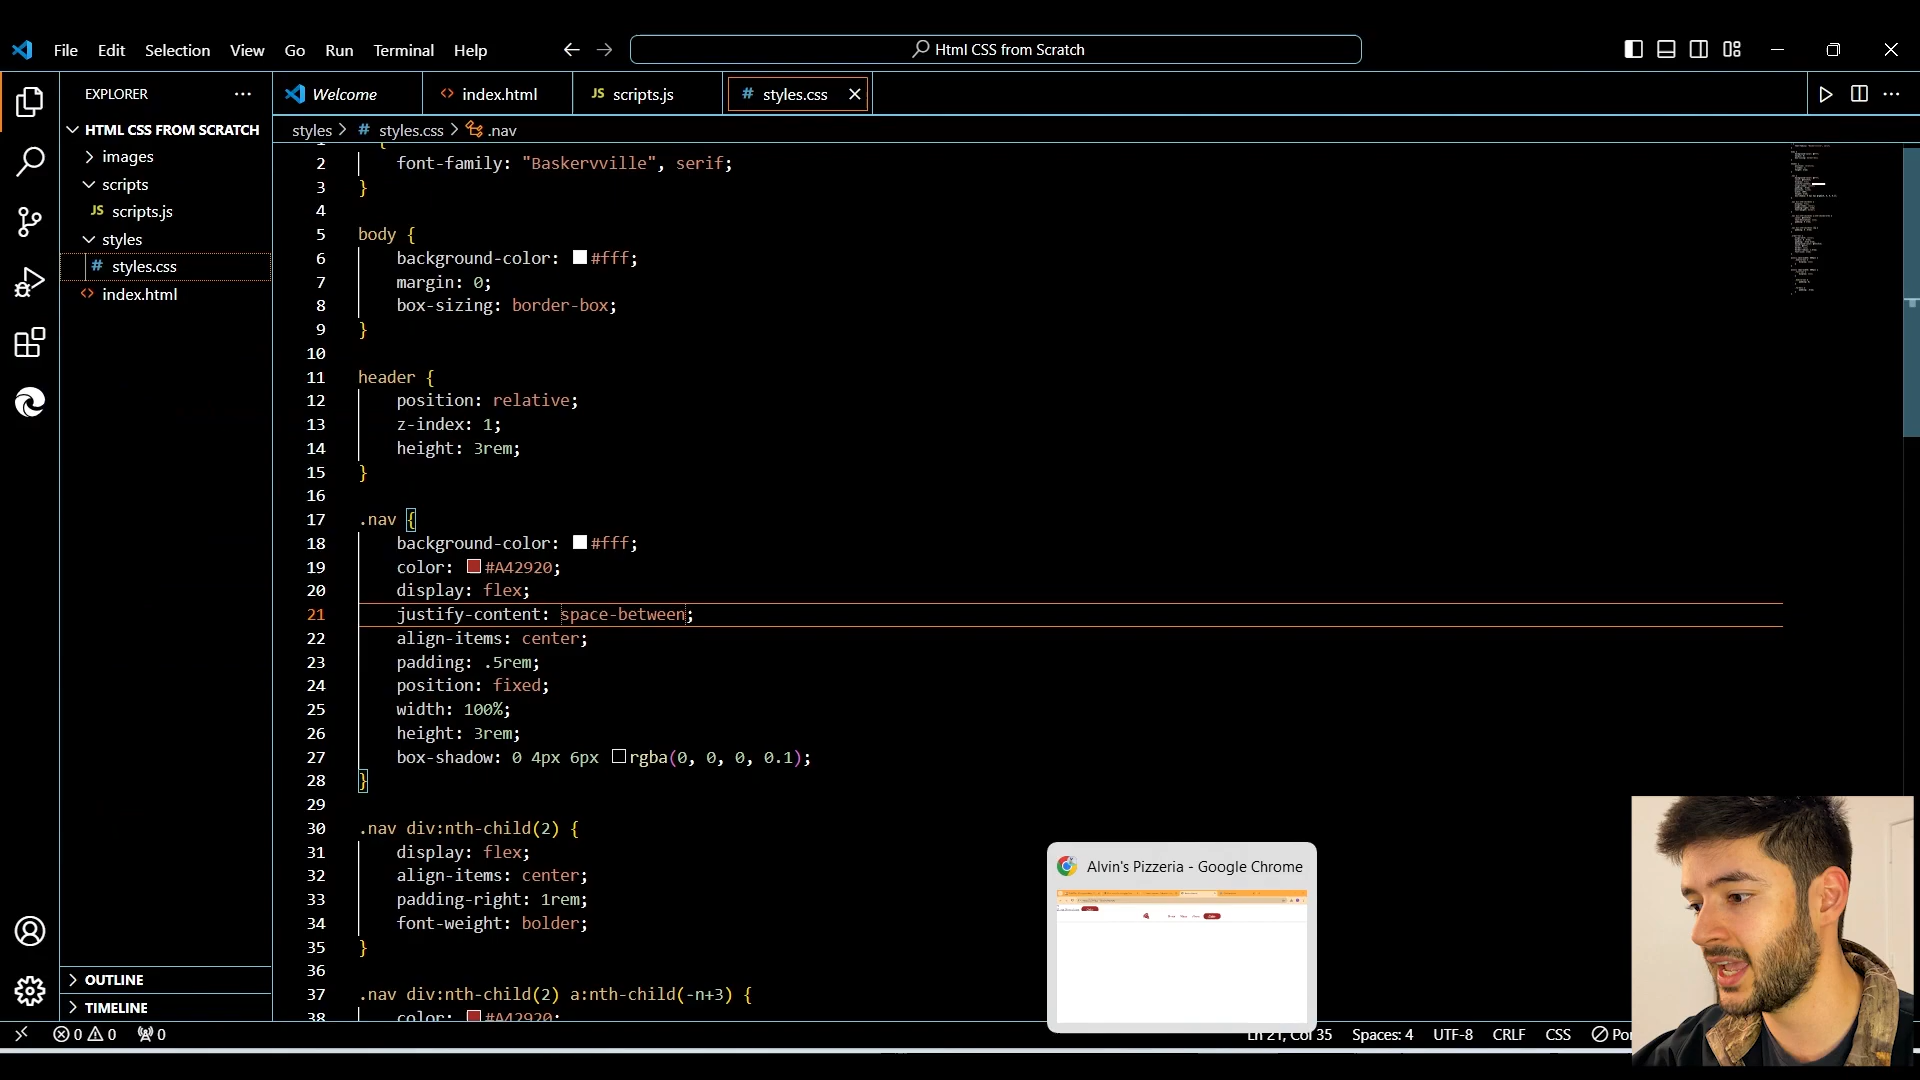 File Edit Selection View Go Run Terminal Help
Html CSS from Scratch
EXPLORER
HTML CSS FROM SCRATCH
images
scripts
JS scripts.js
styles
# styles.css
<> index.html
OUTLINE
TIMELINE
Welcome
<> index.html
JS scripts.js
# styles.css
styles > # styles.css > .nav
1 {
2 font-family: "Baskervville", serif;
3 }
4
5 body {
6 background-color: #fff;
7 margin: 0;
8 box-sizing: border-box;
9 }
10
11 header {
12 position: relative;
13 z-index: 1;
14 height: 3rem;
15 }
16
17 .nav {
18 background-color: #fff;
19 color: #A42920;
20 display: flex;
21 justify-content: space-between;
22 align-items: center;
23 padding: .5rem;
24 position: fixed;
25 width: 100%;
26 height: 3rem;
27 box-shadow: 0 4px 6px rgba(0, 0, 0, 0.1);
28 }
29
30 .nav div:nth-child(2) {
31 display: flex;
32 align-items: center;
33 padding-right: 1rem;
34 font-weight: bolder;
35 }
36
37 .nav div:nth-child(2) a:nth-child(-n+3) {
38 color: #A42920;
Alvin's Pizzeria - Google Chrome
0 0 0
Ln 21, Col 35 Spaces: 4 UTF-8 CRLF CSS